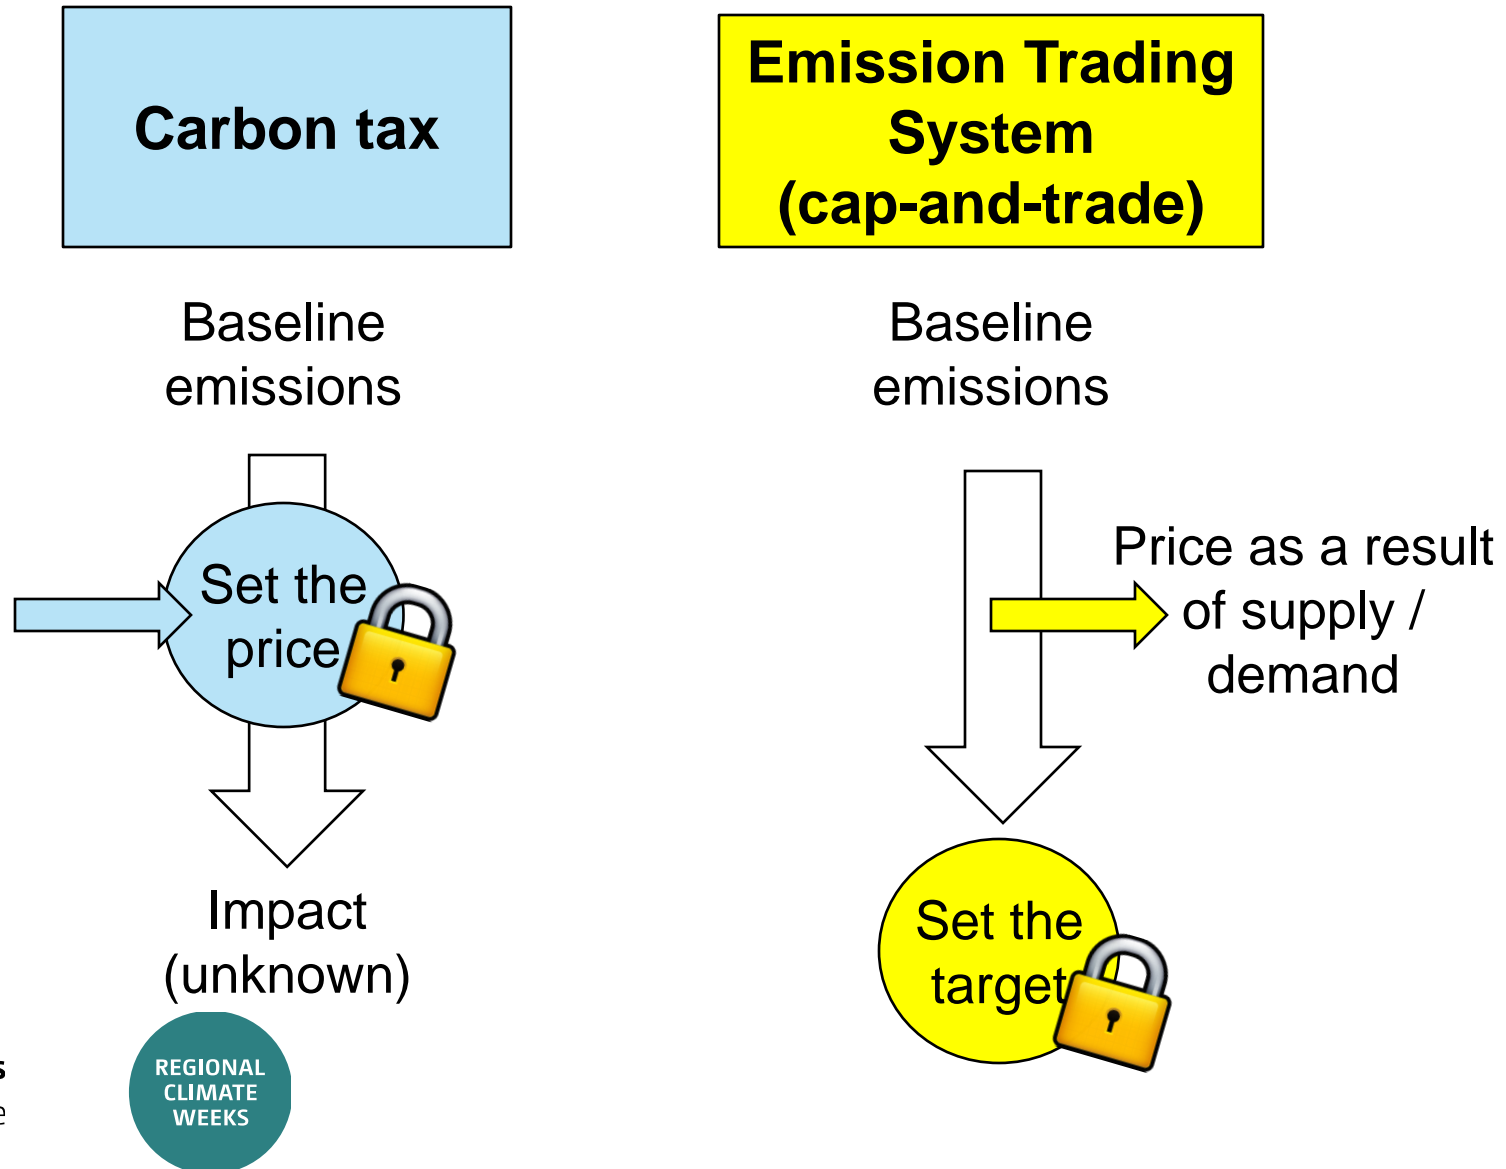 Carbon tax
Emission Trading
System
(cap-and-trade)
Baseline
emissions
Set the
price
Impact
(unknown)
Baseline
emissions
Price as a result
of supply /
demand
Set the
target
s
e
REGIONAL
CLIMATE
WEEKS